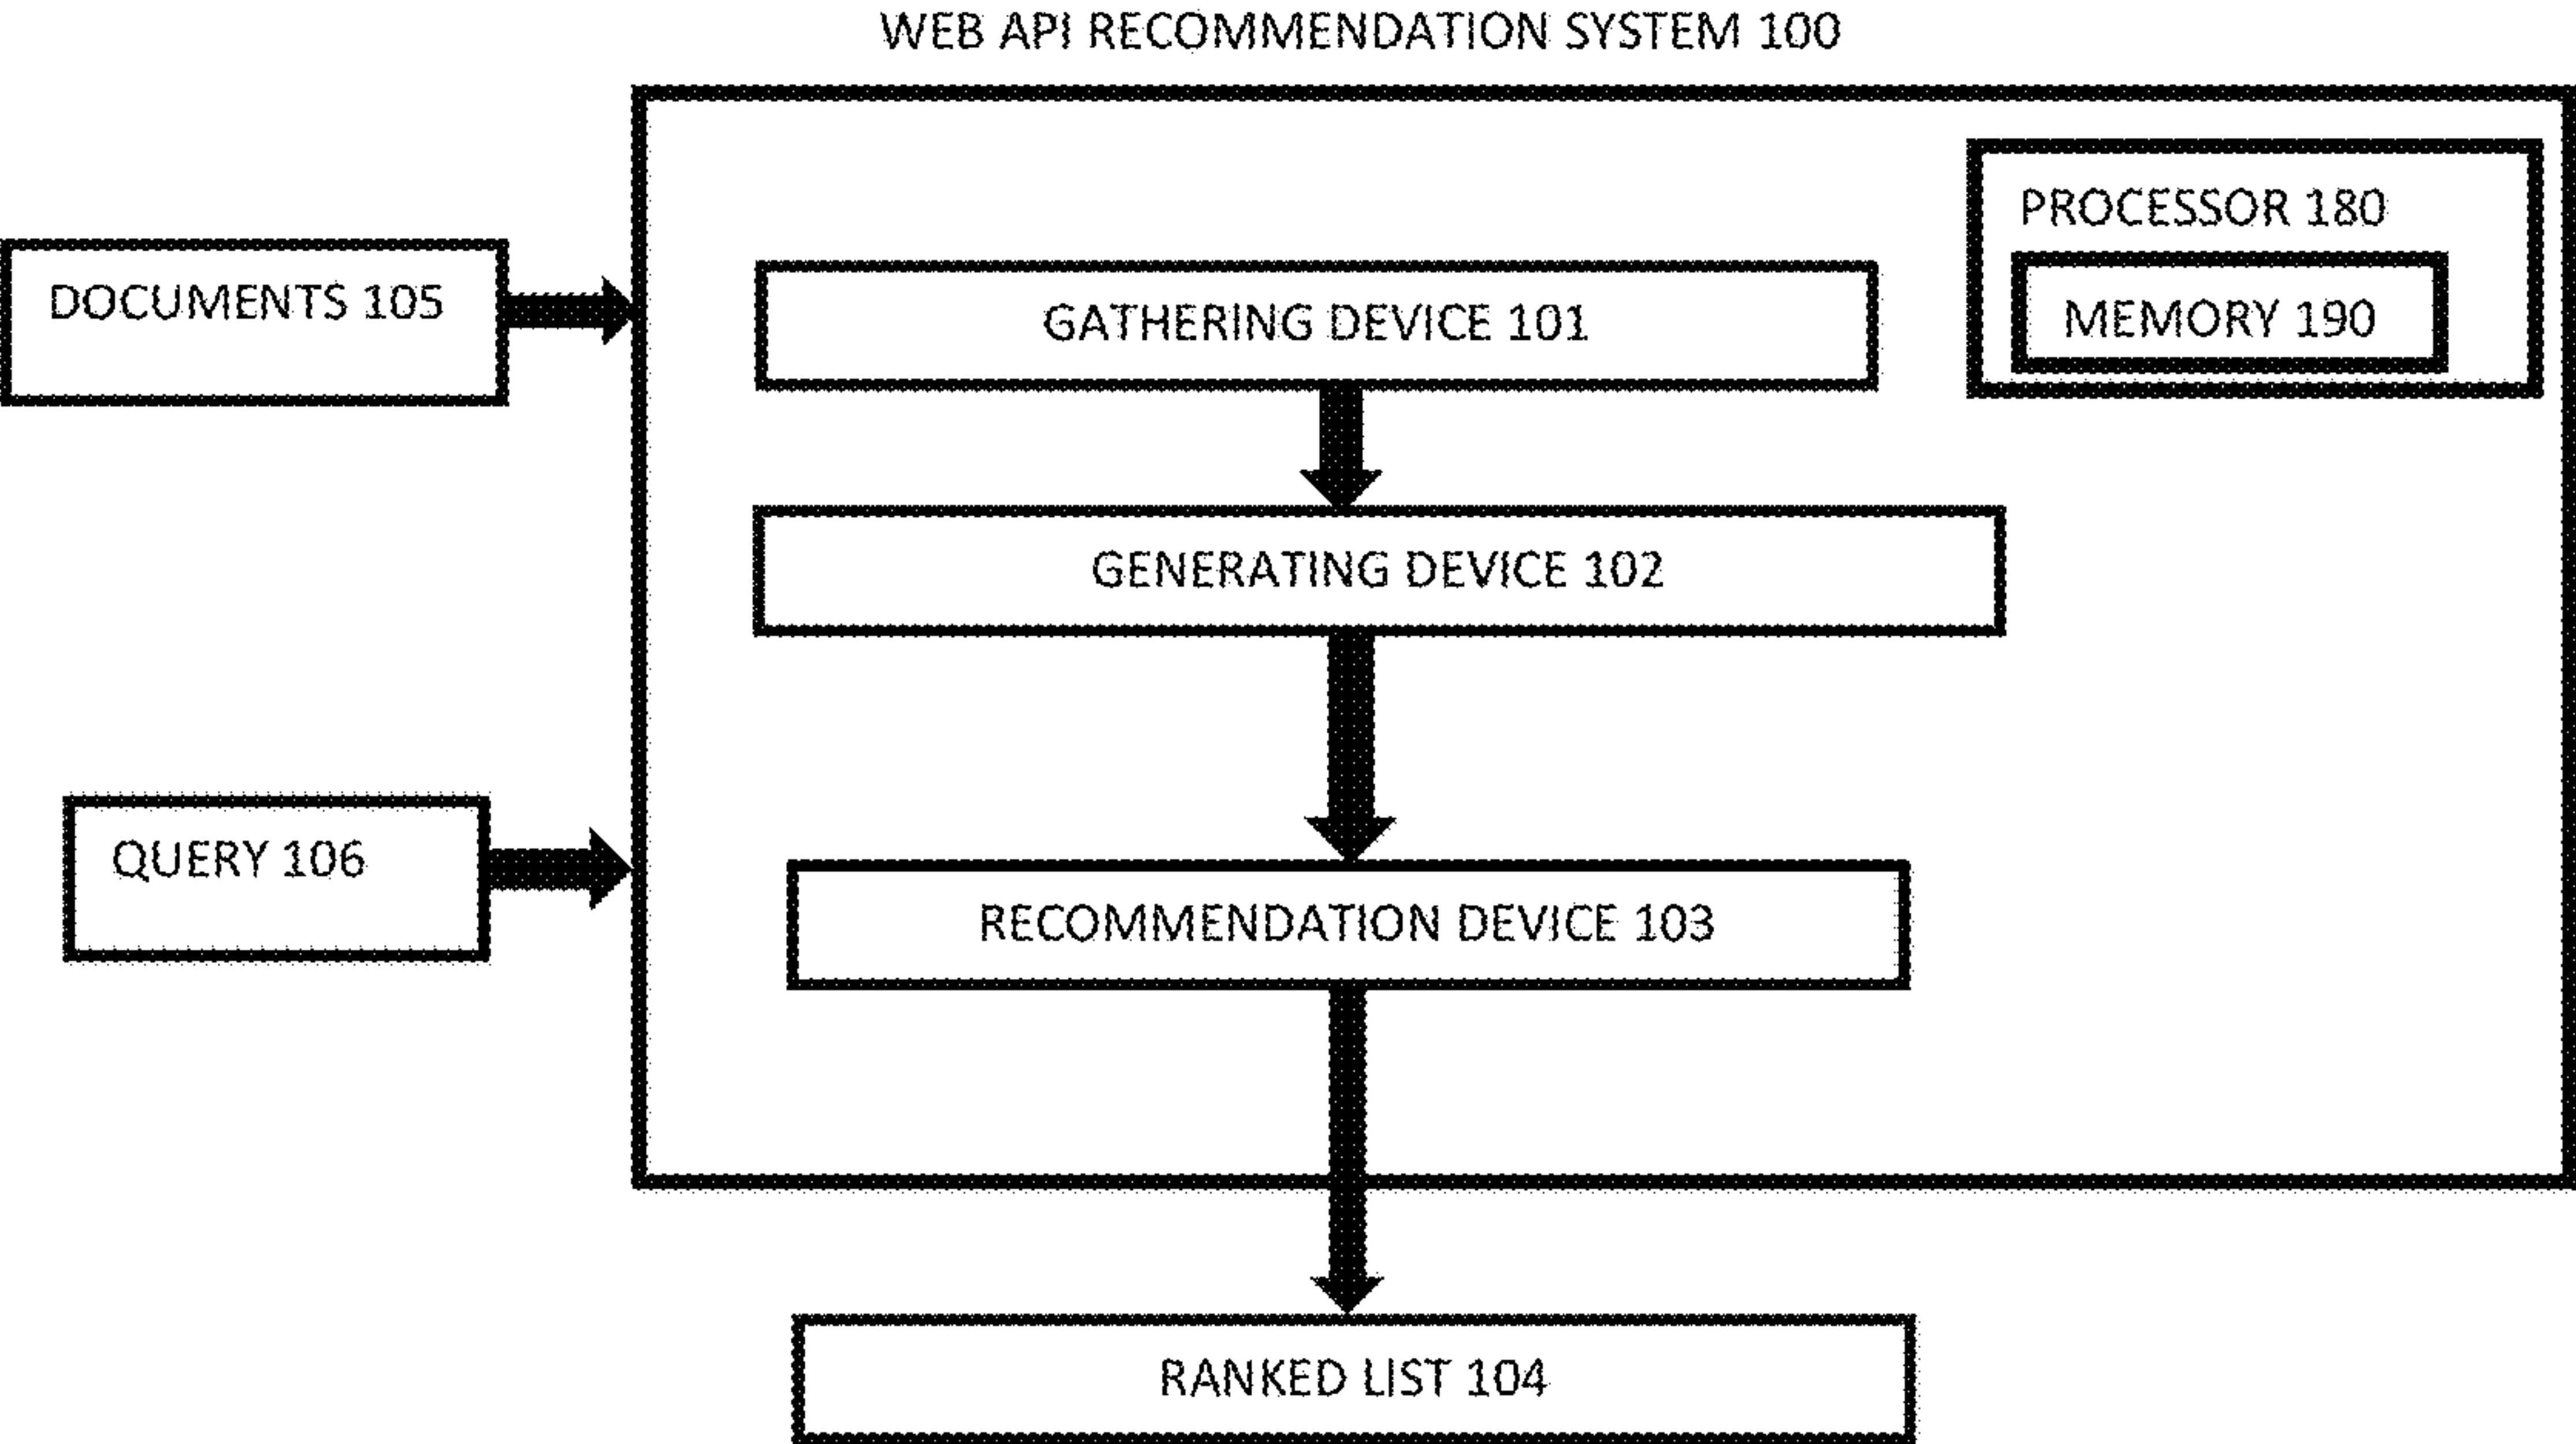 WEB API RECOMMENDATION SYSTEM 100
PROCESSOR 180
MEMORY 190
DOCUMENTS 105
GATHERING DEVICE 101
GENERATING DEVICE 102
QUERY 106
RECOMMENDATION DEVICE 103
RANKED LIST 104